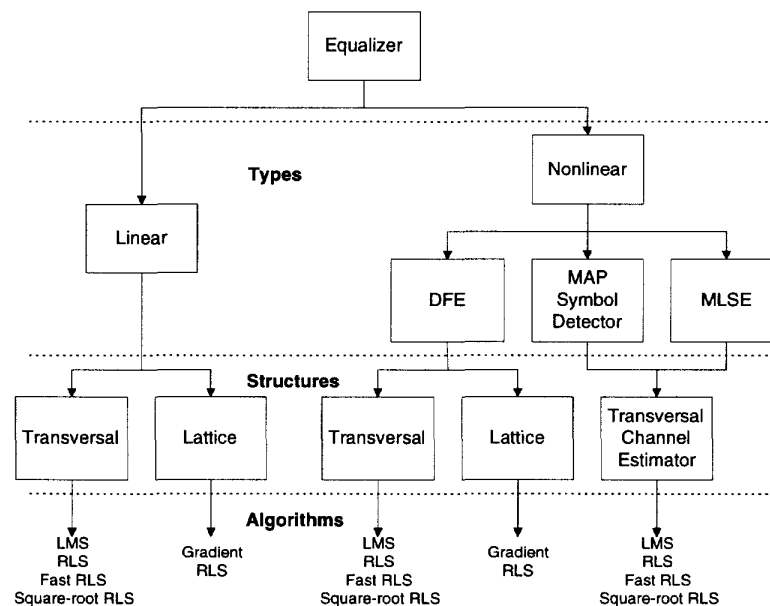 Equalizer
Types
Nonlinear
Linear
DFE
MAP
Symbol
Detector
MLSE
Structures
Transversal
Lattice
Transversal
Lattice
Transversal
Channel
Estimator
Algorithms
LMS
RLS
Fast RLS
Square-root RLS
Gradient
RLS
LMS
RLS
Fast RLS
Square-root RLS
Gradient
RLS
LMS
RLS
Fast RLS
Square-root RLS